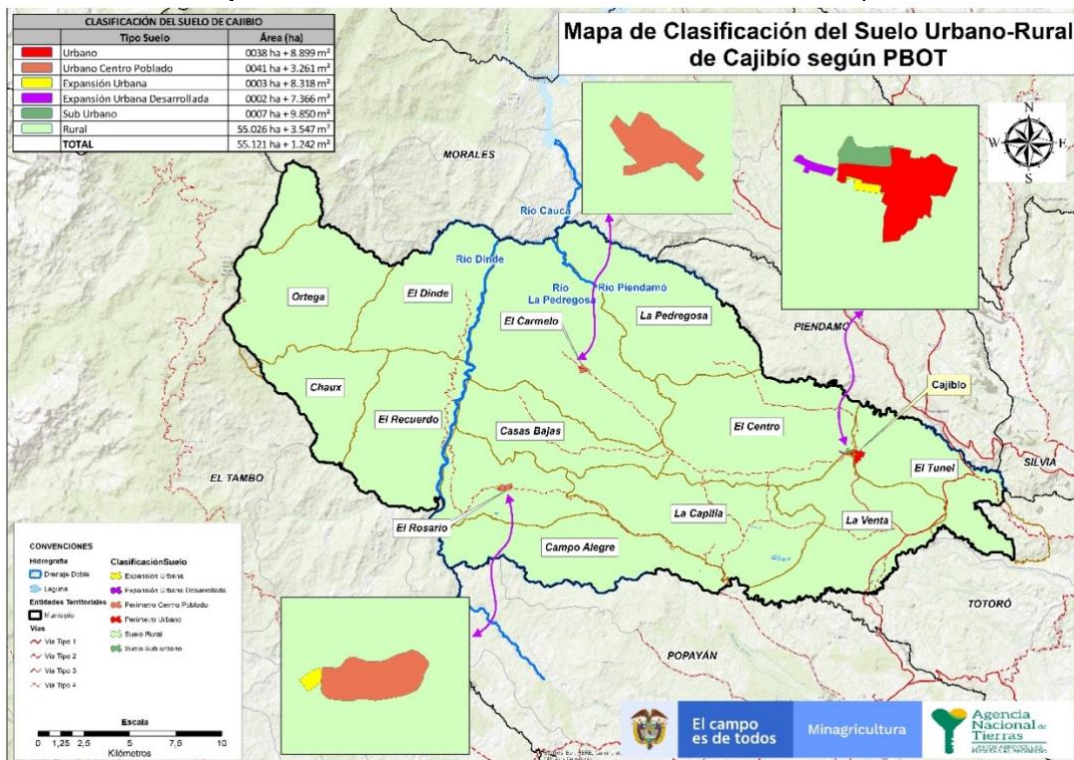 CLASIFICACIÓN DEL SUELO DE CAJIBIO
Tipo Suelo Área (ha)
Urbano 0038 ha + 8.899 m²
Urbano Centro Poblado 0041 ha + 3.261 m²
Expansión Urbana 0003 ha + 8.318 m²
Expansión Urbana Desarrollada 0002 ha + 7.366 m²
Sub Urbano 0007 ha + 9.850 m²
Rural 55.026 ha + 3.547 m²
TOTAL 55.121 ha + 1.242 m²
Mapa de Clasificación del Suelo Urbano-Rural
de Cajibío según PBOT
N
W E
S
MORALES
Río Cauca
Río Dinde
Río
La Pedregosa
Río Piendamó
Ortega
El Dinde
El Carmelo
La Pedregosa
PIENDAMÓ
Cajibío
Chaux
El Recuerdo
Casas Bajas
El Centro
El Tunel
SILVIA
EL TAMBO
El Rosario
La Capilla
La Venta
Campo Alegre
TOTORÓ
POPAYÁN
CONVENCIONES
Hidrografía
Drenaje Doble
Laguna
Entidades Territoriales
Municipio
Vías
Vía Tipo 1
Vía Tipo 2
Vía Tipo 3
Vía Tipo 4
ClasificaciónSuelo
Expansión Urbana
Expansión Urbana Desarrollado
Perímetro Centro Poblado
Perímetro Urbano
Suelo Rural
Suelo Sub urbano
Escala
0 1,25 2,5 5 7,5 10
Kilómetros
El campo
es de todos
Minagricultura
Agencia
Nacional de
Tierras